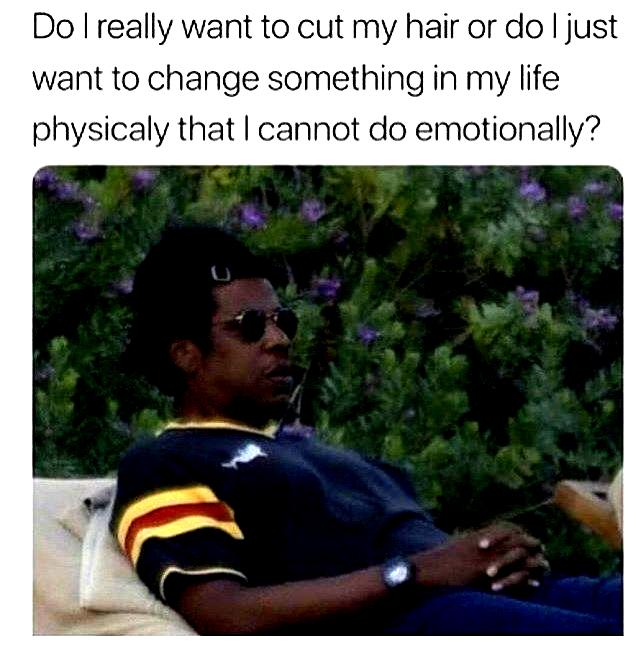 Do I really want to cut my hair or do I just
want to change something in my life
physicaly that I cannot do emotionally?